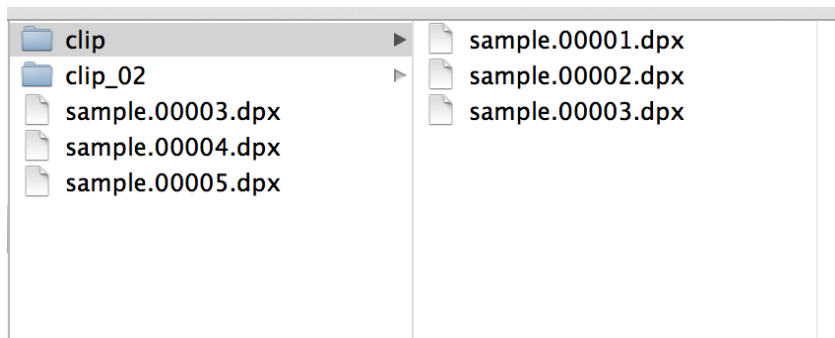 clip
clip_02
sample.00003.dpx
sample.00004.dpx
sample.00005.dpx
sample.00001.dpx
sample.00002.dpx
sample.00003.dpx